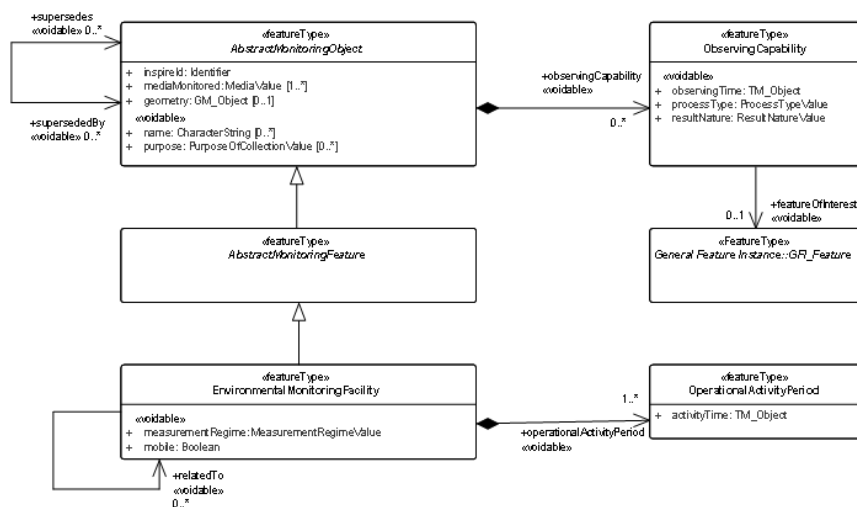 +supersedes
«voidable» 0..*
+supersededBy
«voidable» 0..*
«featureType»
AbstractMonitoringObject
+ inspireId: Identifier
+ mediaMonitored: MediaValue [1..*]
+ geometry: GM_Object [0..1]
«voidable»
+ name: CharacterString [0..*]
+ purpose: PurposeOfCollectionValue [0..*]
+observingCapability
«voidable»
0..*
«featureType»
ObservingCapability
«voidable»
+ observingTime: TM_Object
+ processType: ProcessTypeValue
+ resultNature: ResultNatureValue
+featureOfInterest
0..1 «voidable»
«featureType»
AbstractMonitoringFeature
«FeatureType»
General Feature Instance::GFI_Feature
«featureType»
Environmental MonitoringFacility
«voidable»
+ measurementRegime: MeasurementRegimeValue
+ mobile: Boolean
+relatedTo
«voidable»
0..*
1..*
+operationalActivityPeriod
«voidable»
«featureType»
OperationalActivityPeriod
+ activityTime: TM_Object